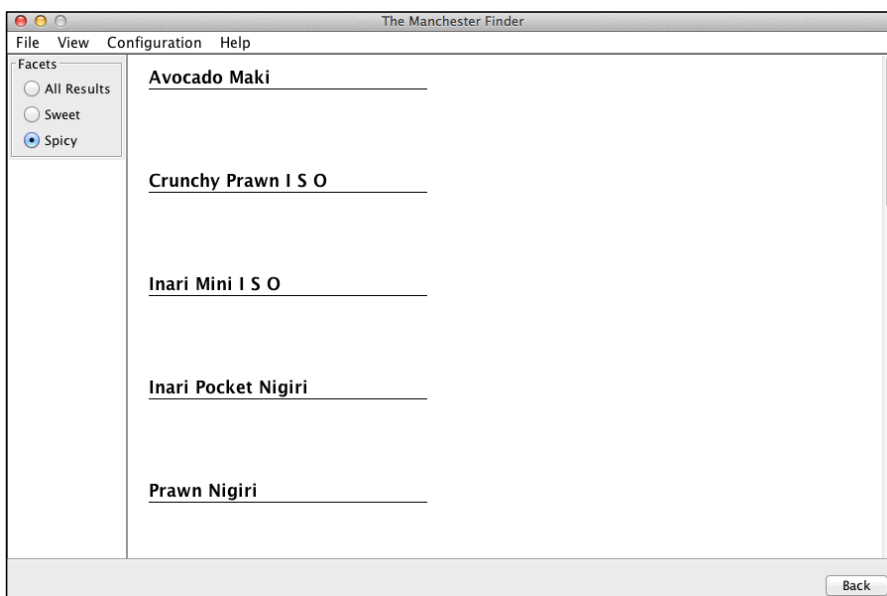 The Manchester Finder
File View Configuration Help
Facets
All Results
Sweet
Spicy
Avocado Maki
Crunchy Prawn I S O
Inari Mini I S O
Inari Pocket Nigiri
Prawn Nigiri
Back